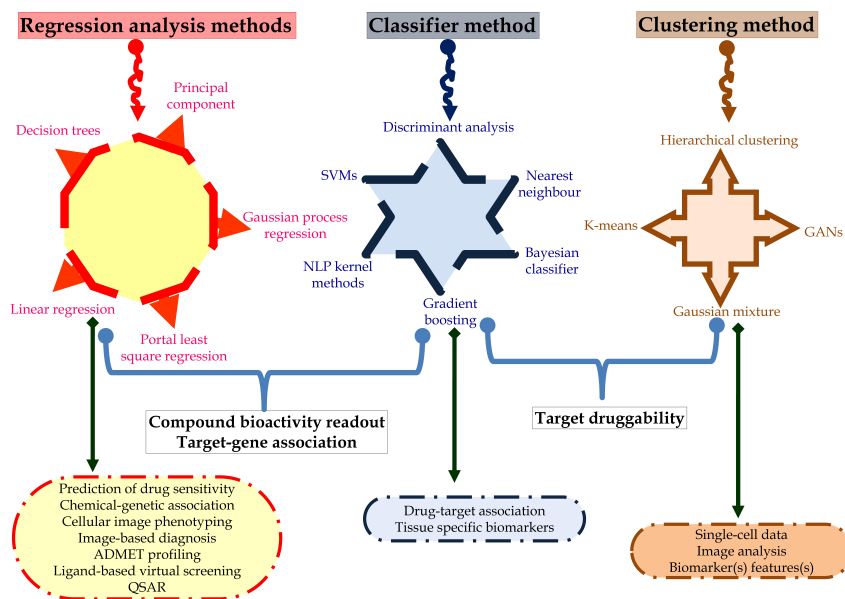 Regression analysis methods
Classifier method
Clustering method
Principal
component
Decision trees
Gaussian process
regression
Linear regression
Portal least
square regression
Discriminant analysis
SVMs
Nearest
neighbour
NLP kernel
methods
Bayesian
classifier
Gradient
boosting
Hierarchical clustering
K-means
GANs
Gaussian mixture
Compound bioactivity readout
Target-gene association
Target druggability
Prediction of drug sensitivity
Chemical-genetic association
Cellular image phenotyping
Image-based diagnosis
ADMET profiling
Ligand-based virtual screening
QSAR
Drug-target association
Tissue specific biomarkers
Single-cell data
Image analysis
Biomarker(s) features(s)